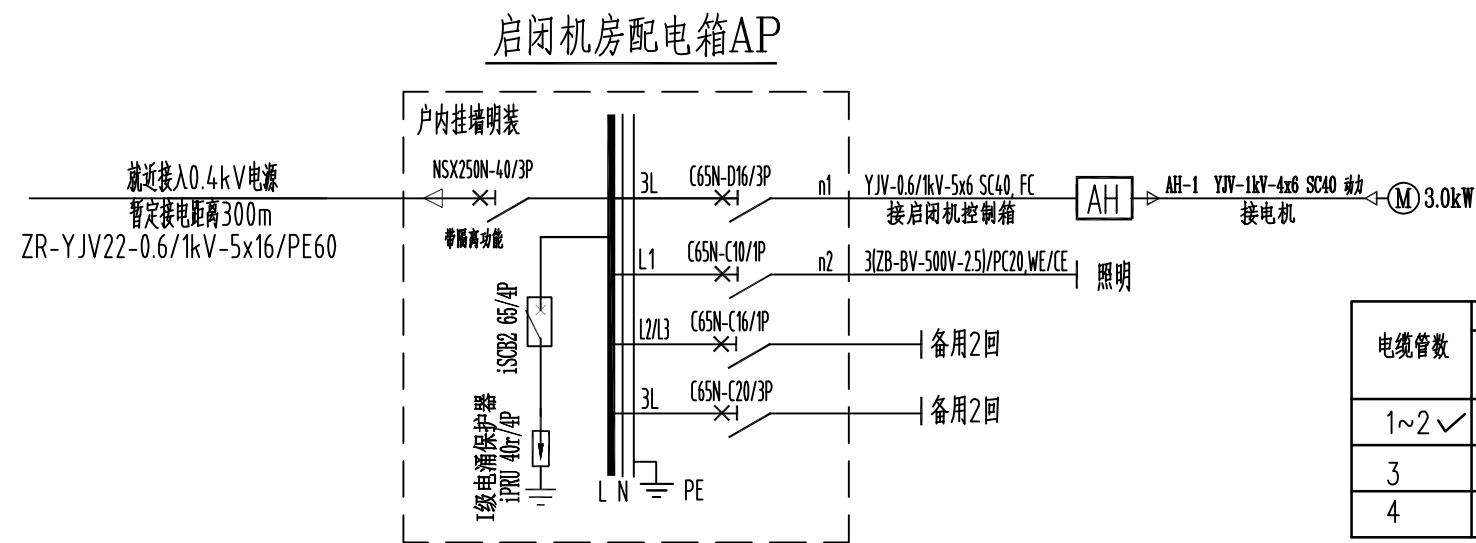 启闭机房配电箱AP
户内挂墙明装
就近接入0.4kV电源
暂定接电距离300m
ZR-YJV22-0.6/1kV-5x16/PE60
NSX250N-40/3P
带隔离功能
3L
C65N-D16/3P
n1
YJV-0.6/1kV-5x6 SC40, FC
接启闭机控制箱
AH
AH-1 YJV-1kV-4x6 SC40 动力
接电机
M
3.0kW
L1
C65N-C10/1P
n2
3(ZB-BV-500V-2.5)/PC20,WE/CE
照明
L2/L3
C65N-C16/1P
备用2回
3L
C65N-C20/3P
备用2回
iSCB2 65/4P
I级电涌保护器
iPRU 40r/4P
L N
PE
电缆管数
1~2
3
4